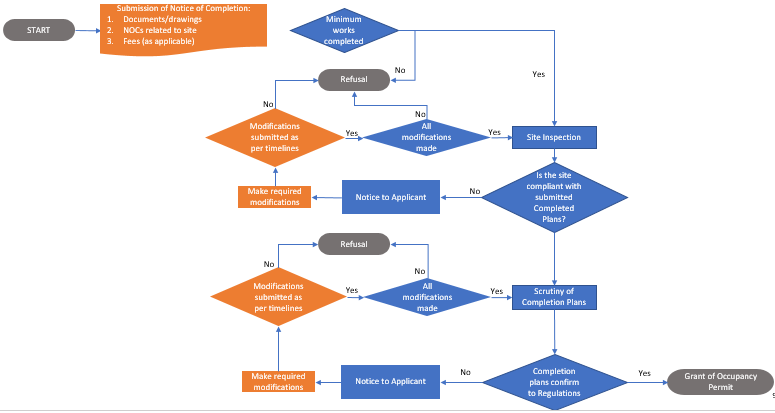 START
Submission of Notice of Completion:
1. Documents/drawings
2. NOCs related to site
3. Fees (as applicable)
Minimum
works
completed
No
Yes
Refusal
No
Modifications
submitted as
per timelines
Yes
No
All
modifications
made
Yes
Site Inspection
Is the site
compliant with
submitted
Completed
Plans?
No
Notice to Applicant
Make required
modifications
Refusal
No
Modifications
submitted as
per timelines
Yes
No
All
modifications
made
Yes
Scrutiny of
Completion Plans
Completion
plans confirm
to Regulations
No
Notice to Applicant
Make required
modifications
Yes
Grant of Occupancy
Permit